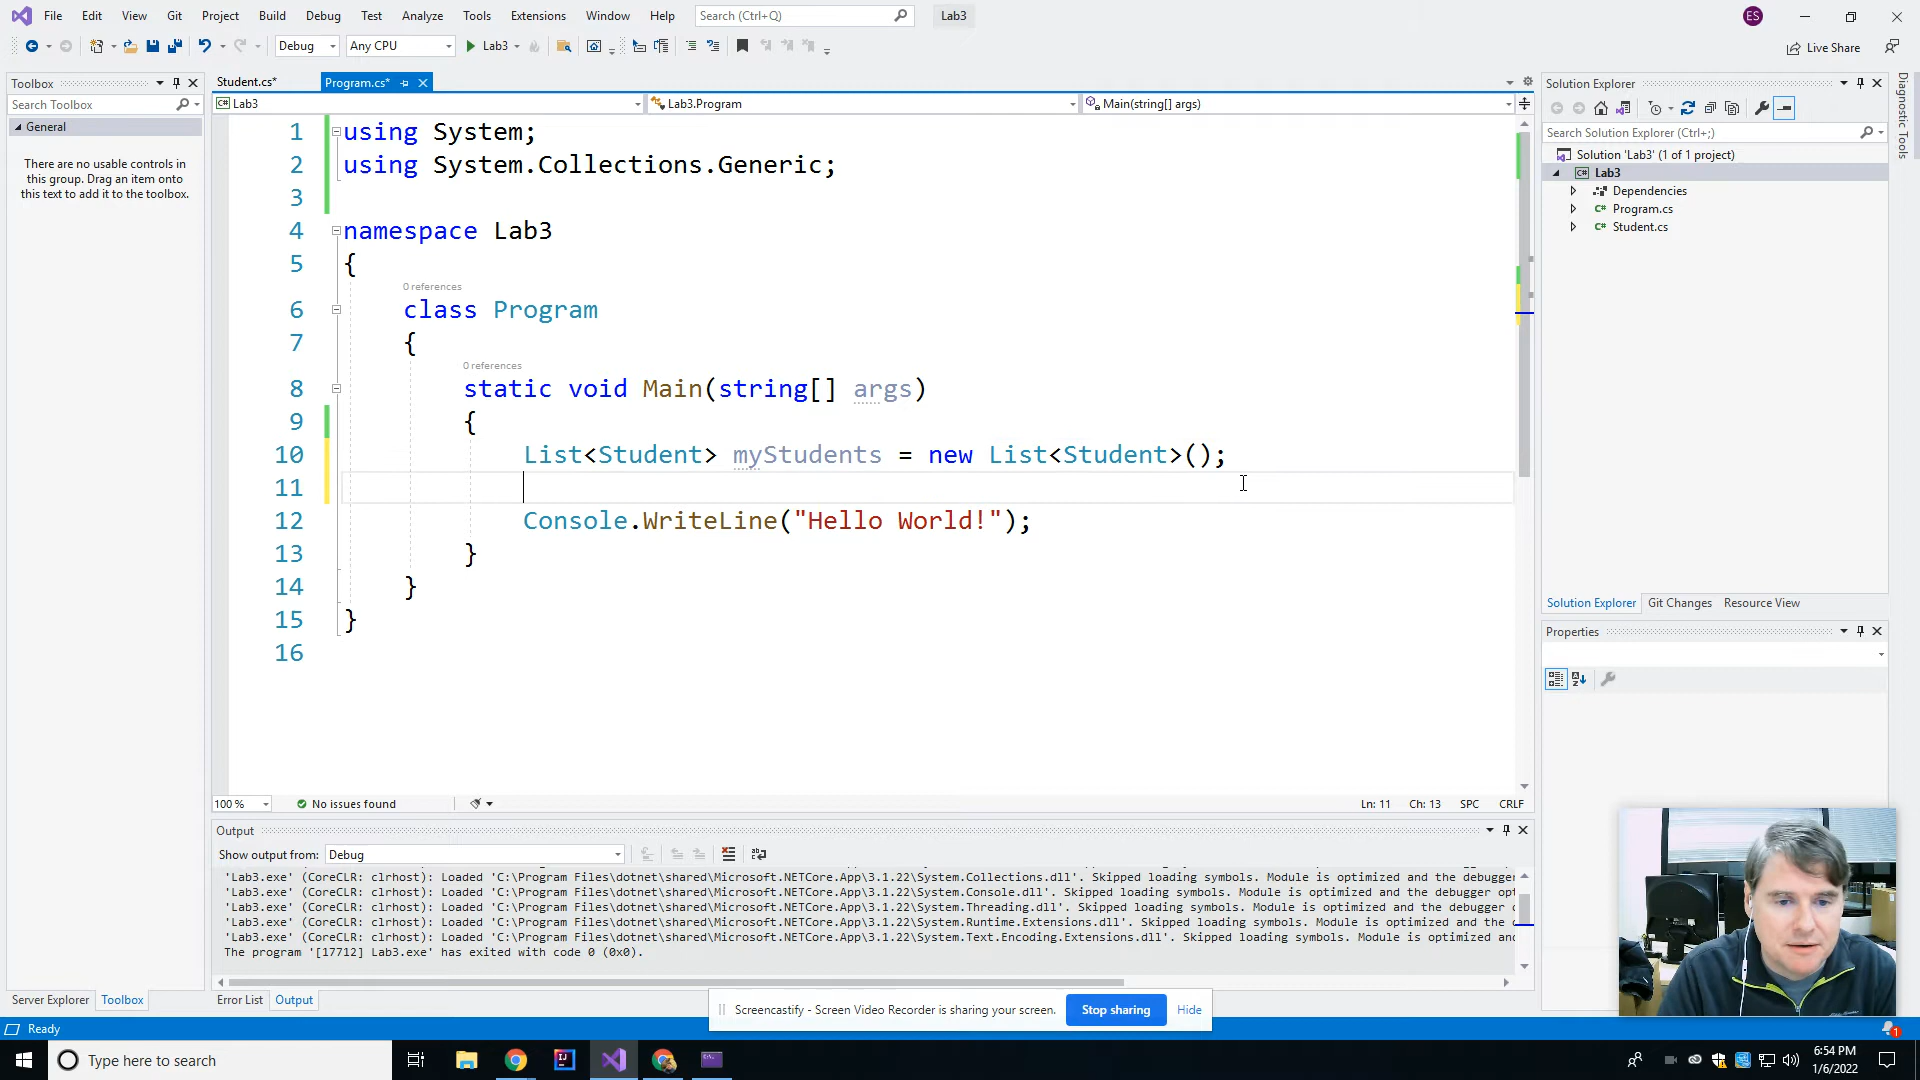 File Edit View Git Project Build Debug Test Analyze Tools Extensions Window Help Search (Ctrl+Q) Lab3 ES
Debug Any CPU Lab3 Live Share
Toolbox
Search Toolbox
General
There are no usable controls in
this group. Drag an item onto
this text to add it to the toolbox.
Student.cs* Program.cs*
Lab3 Lab3.Program Main(string[] args)
1 using System;
2 using System.Collections.Generic;
3
4 namespace Lab3
5 {
0 references
6 class Program
7 {
0 references
8 static void Main(string[] args)
9 {
10 List<Student> myStudents = new List<Student>();
11
12 Console.WriteLine("Hello World!");
13 }
14 }
15 }
16
100 % No issues found Ln: 11 Ch: 13 SPC CRLF
Solution Explorer
Search Solution Explorer (Ctrl+;)
Solution 'Lab3' (1 of 1 project)
C# Lab3
Dependencies
C# Program.cs
C# Student.cs
Solution Explorer Git Changes Resource View
Properties
Diagnostic Tools
Output
Show output from: Debug
'Lab3.exe' (CoreCLR: clrhost): Loaded 'C:\Program Files\dotnet\shared\Microsoft.NETCore.App\3.1.22\System.Collections.dll'. Skipped loading symbols. Module is optimized and the debugger
'Lab3.exe' (CoreCLR: clrhost): Loaded 'C:\Program Files\dotnet\shared\Microsoft.NETCore.App\3.1.22\System.Console.dll'. Skipped loading symbols. Module is optimized and the debugger opt
'Lab3.exe' (CoreCLR: clrhost): Loaded 'C:\Program Files\dotnet\shared\Microsoft.NETCore.App\3.1.22\System.Threading.dll'. Skipped loading symbols. Module is optimized and the debugger o
'Lab3.exe' (CoreCLR: clrhost): Loaded 'C:\Program Files\dotnet\shared\Microsoft.NETCore.App\3.1.22\System.Runtime.Extensions.dll'. Skipped loading symbols. Module is optimized and the d
'Lab3.exe' (CoreCLR: clrhost): Loaded 'C:\Program Files\dotnet\shared\Microsoft.NETCore.App\3.1.22\System.Text.Encoding.Extensions.dll'. Skipped loading symbols. Module is optimized and
The program '[17712] Lab3.exe' has exited with code 0 (0x0).
Server Explorer Toolbox Error List Output
Screencastify - Screen Video Recorder is sharing your screen. Stop sharing Hide
Ready 1
Type here to search
6:54 PM
1/6/2022